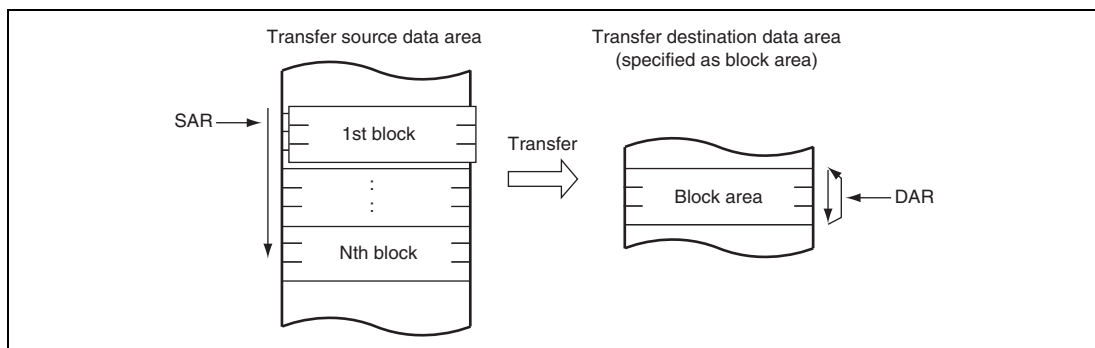 Transfer source data area
Transfer destination data area
(specified as block area)
SAR
1st block
Transfer
:
:
Nth block
Block area
DAR